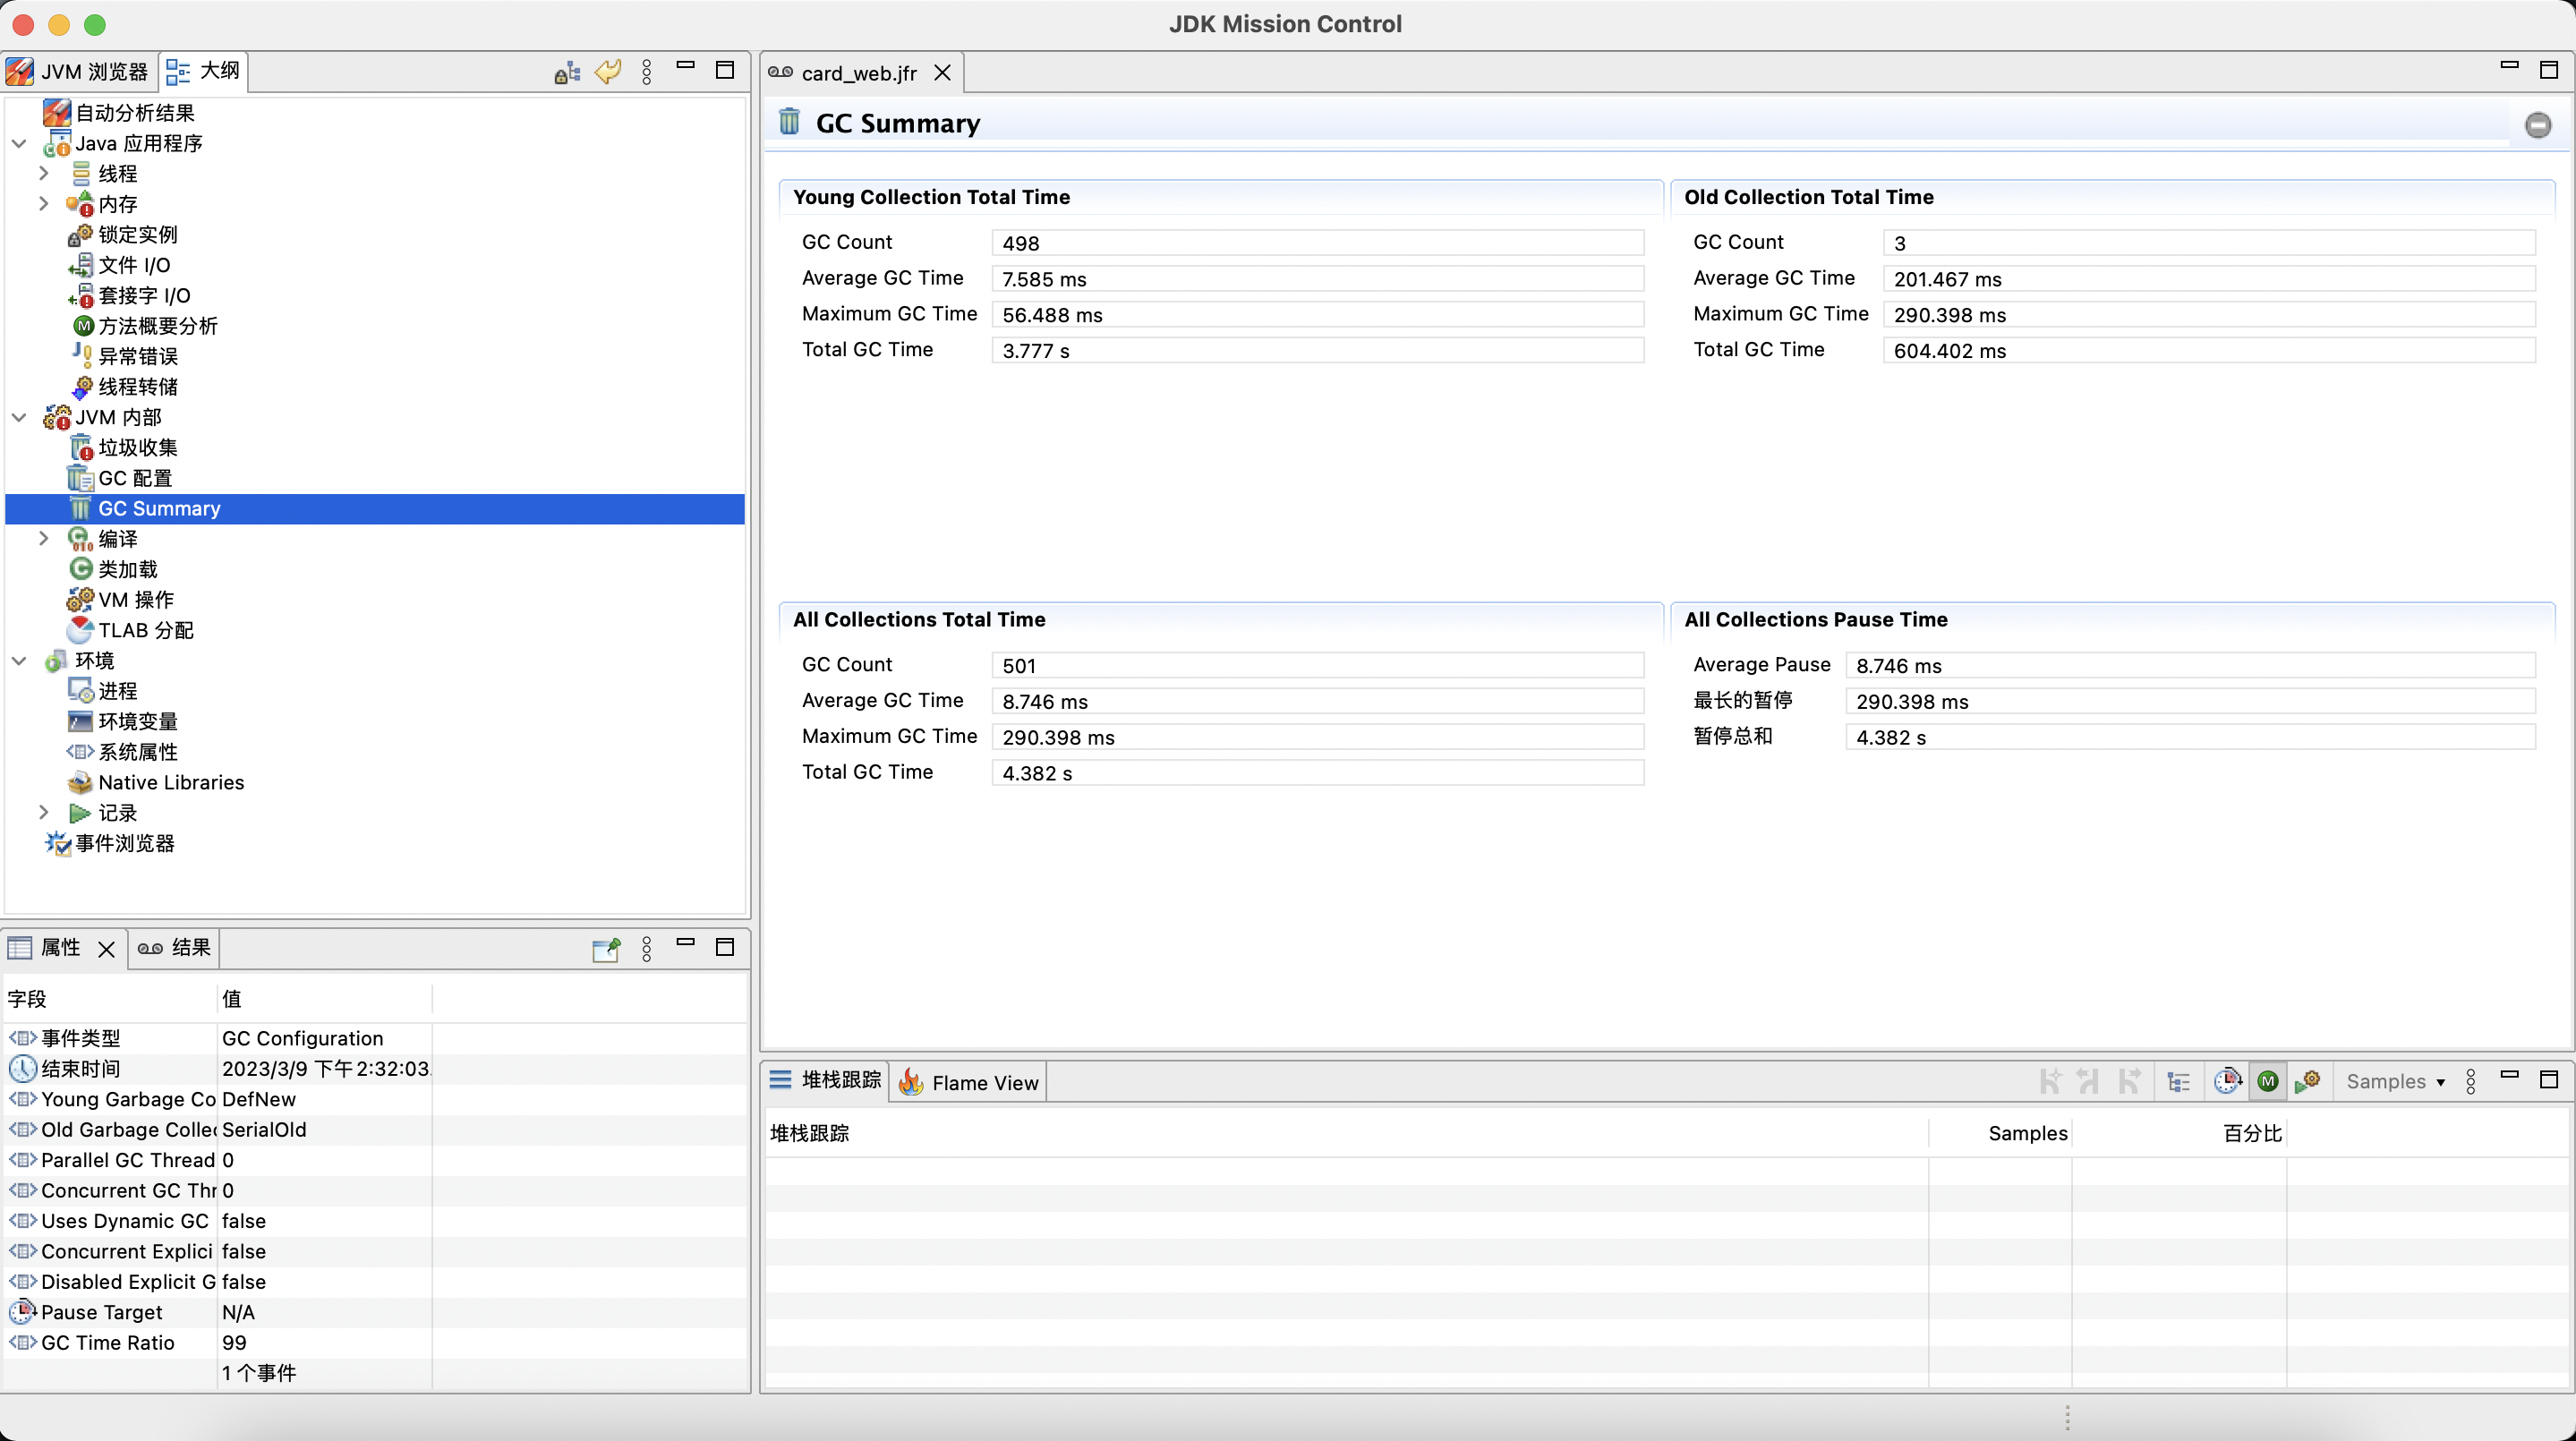 JDK Mission Control
JVM 浏览器
大纲
自动分析结果
Java 应用程序
线程
内存
锁定实例
文件 I/O
套接字 I/O
方法概要分析
异常错误
线程转储
JVM 内部
垃圾收集
GC 配置
GC Summary
编译
类加载
VM 操作
TLAB 分配
环境
进程
环境变量
系统属性
Native Libraries
记录
事件浏览器
属性
结果
字段 值
事件类型 GC Configuration
结束时间 2023/3/9 下午2:32:03.
Young Garbage Co DefNew
Old Garbage Collec SerialOld
Parallel GC Thread 0
Concurrent GC Thr 0
Uses Dynamic GC false
Concurrent Explici false
Disabled Explicit G false
Pause Target N/A
GC Time Ratio 99
1 个事件
card_web.jfr
GC Summary
Young Collection Total Time
GC Count 498
Average GC Time 7.585 ms
Maximum GC Time 56.488 ms
Total GC Time 3.777 s
Old Collection Total Time
GC Count 3
Average GC Time 201.467 ms
Maximum GC Time 290.398 ms
Total GC Time 604.402 ms
All Collections Total Time
GC Count 501
Average GC Time 8.746 ms
Maximum GC Time 290.398 ms
Total GC Time 4.382 s
All Collections Pause Time
Average Pause 8.746 ms
最长的暂停 290.398 ms
暂停总和 4.382 s
堆栈跟踪
Flame View
Samples
堆栈跟踪 Samples 百分比